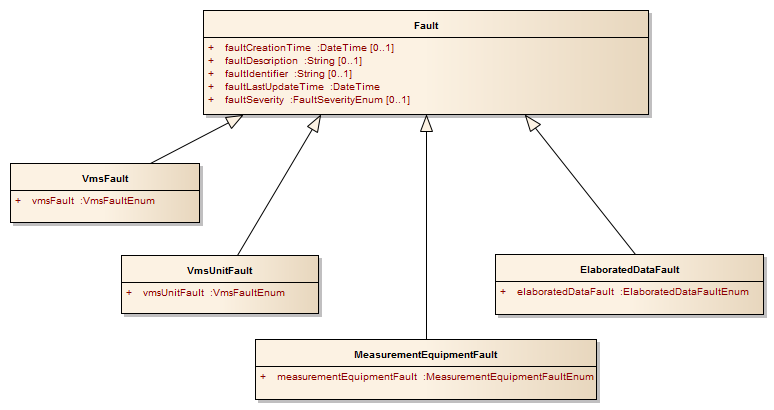 Fault
+ faultCreationTime :DateTime [0..1]
+ faultDescription :String [0..1]
+ faultIdentifier :String [0..1]
+ faultLastUpdateTime :DateTime
+ faultSeverity :FaultSeverityEnum [0..1]
VmsFault
+ vmsFault :VmsFaultEnum
VmsUnitFault
+ vmsUnitFault :VmsFaultEnum
ElaboratedDataFault
+ elaboratedDataFault :ElaboratedDataFaultEnum
MeasurementEquipmentFault
+ measurementEquipmentFault :MeasurementEquipmentFaultEnum